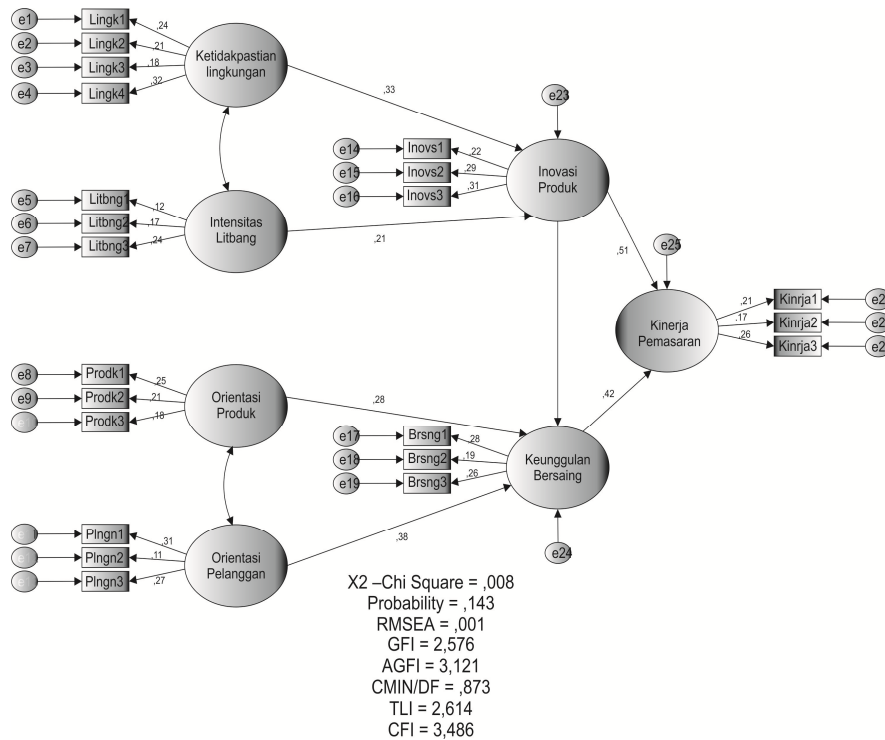 e1 Lingk1 ,24
e2 Lingk2 ,21
e3 Lingk3 ,18
e4 Lingk4 ,32
Ketidakpastian
lingkungan
,33
e23
e14 Inovs1 ,22
e15 Inovs2 ,29
e16 Inovs3 ,31
Inovasi
Produk
e5 Litbng1 ,12
e6 Litbng2 ,17
e7 Litbng3 ,24
Intensitas
Litbang
,21
,51
e25
Kinerja
Pemasaran
,21 Kinrja1 e2
,17 Kinrja2 e2
,26 Kinrja3 e2
e8 Prodk1 ,25
e9 Prodk2 ,21
Prodk3 ,18
Orientasi
Produk
,28
,42
e17 Brsng1 ,28
e18 Brsng2 ,19
e19 Brsng3 ,26
Keunggulan
Bersaing
Plngn1 ,31
Plngn2 ,11
Plngn3 ,27
Orientasi
Pelanggan
,38
e24
X2 –Chi Square = ,008
Probability = ,143
RMSEA = ,001
GFI = 2,576
AGFI = 3,121
CMIN/DF = ,873
TLI = 2,614
CFI = 3,486